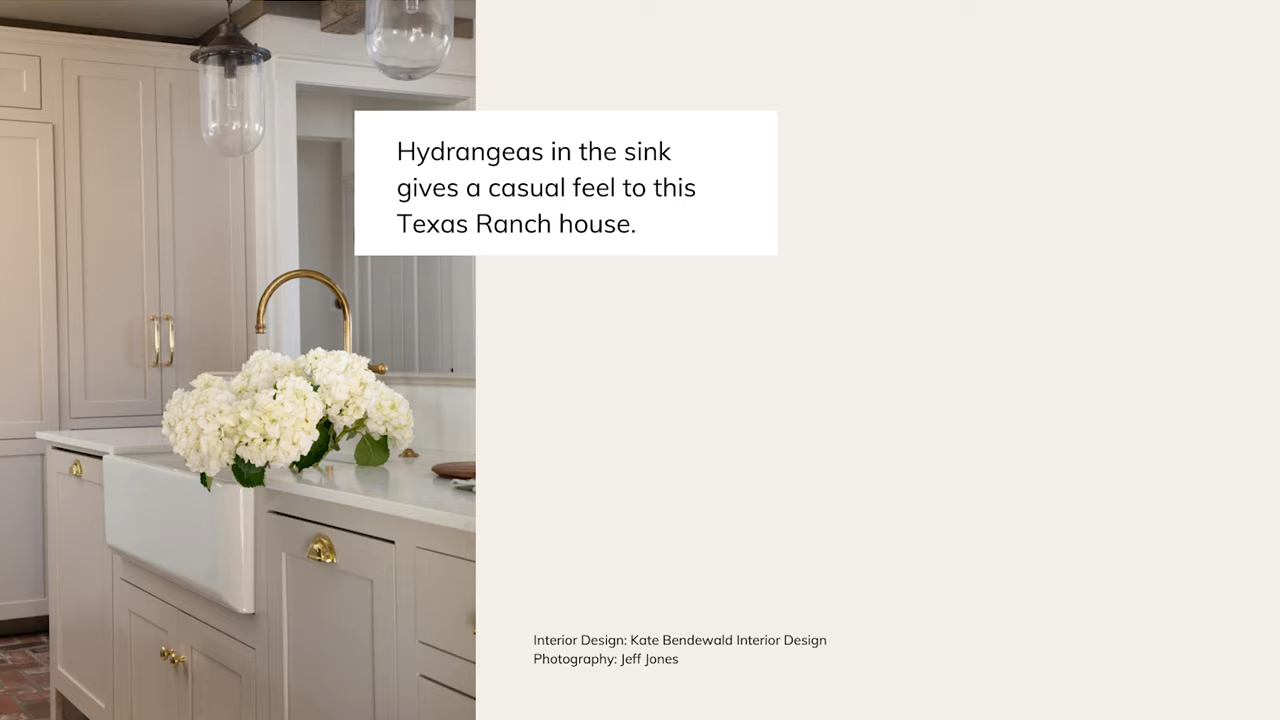 Hydrangeas in the sink
gives a casual feel to this
Texas Ranch house.
Interior Design: Kate Bendewald Interior Design
Photography: Jeff Jones